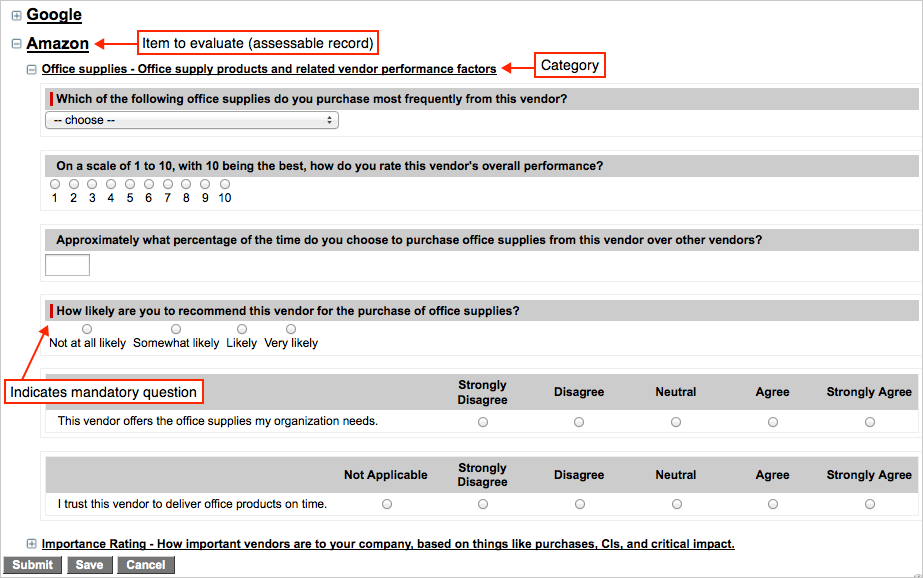 Google
Amazon
Item to evaluate (assessable record)
Office supplies - Office supply products and related vendor performance factors
Category
Which of the following office supplies do you purchase most frequently from this vendor?
-- choose --
On a scale of 1 to 10, with 10 being the best, how do you rate this vendor's overall performance?
1 2 3 4 5 6 7 8 9 10
Approximately what percentage of the time do you choose to purchase office supplies from this vendor over other vendors?
How likely are you to recommend this vendor for the purchase of office supplies?
Not at all likely Somewhat likely Likely Very likely
Indicates mandatory question
Strongly Disagree Disagree Neutral Agree Strongly Agree
This vendor offers the office supplies my organization needs.
Not Applicable Strongly Disagree Disagree Neutral Agree Strongly Agree
I trust this vendor to deliver office products on time.
Importance Rating - How important vendors are to your company, based on things like purchases, CIs, and critical impact.
Submit Save Cancel